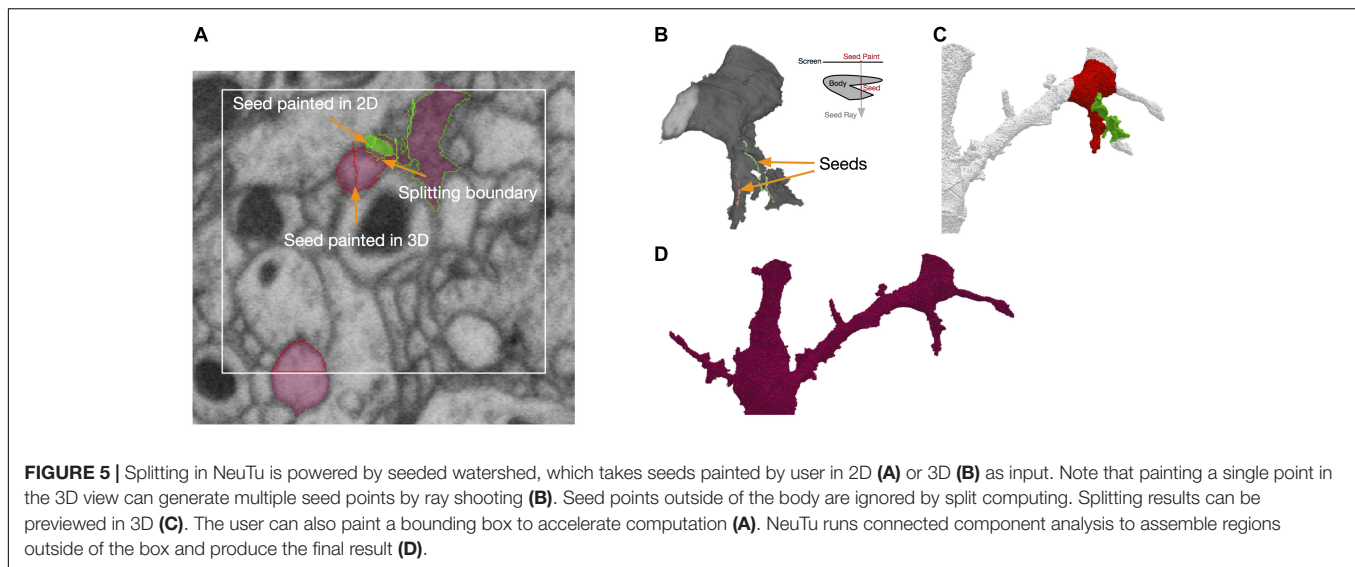 A
Seed painted in 2D
Splitting boundary
Seed painted in 3D
B
Screen
Seed Paint
Body
Seed
Seed Ray
Seeds
C
D
FIGURE 5 | Splitting in NeuTu is powered by seeded watershed, which takes seeds painted by user in 2D (A) or 3D (B) as input. Note that painting a single point in
the 3D view can generate multiple seed points by ray shooting (B). Seed points outside of the body are ignored by split computing. Splitting results can be
previewed in 3D (C). The user can also paint a bounding box to accelerate computation (A). NeuTu runs connected component analysis to assemble regions
outside of the box and produce the final result (D).